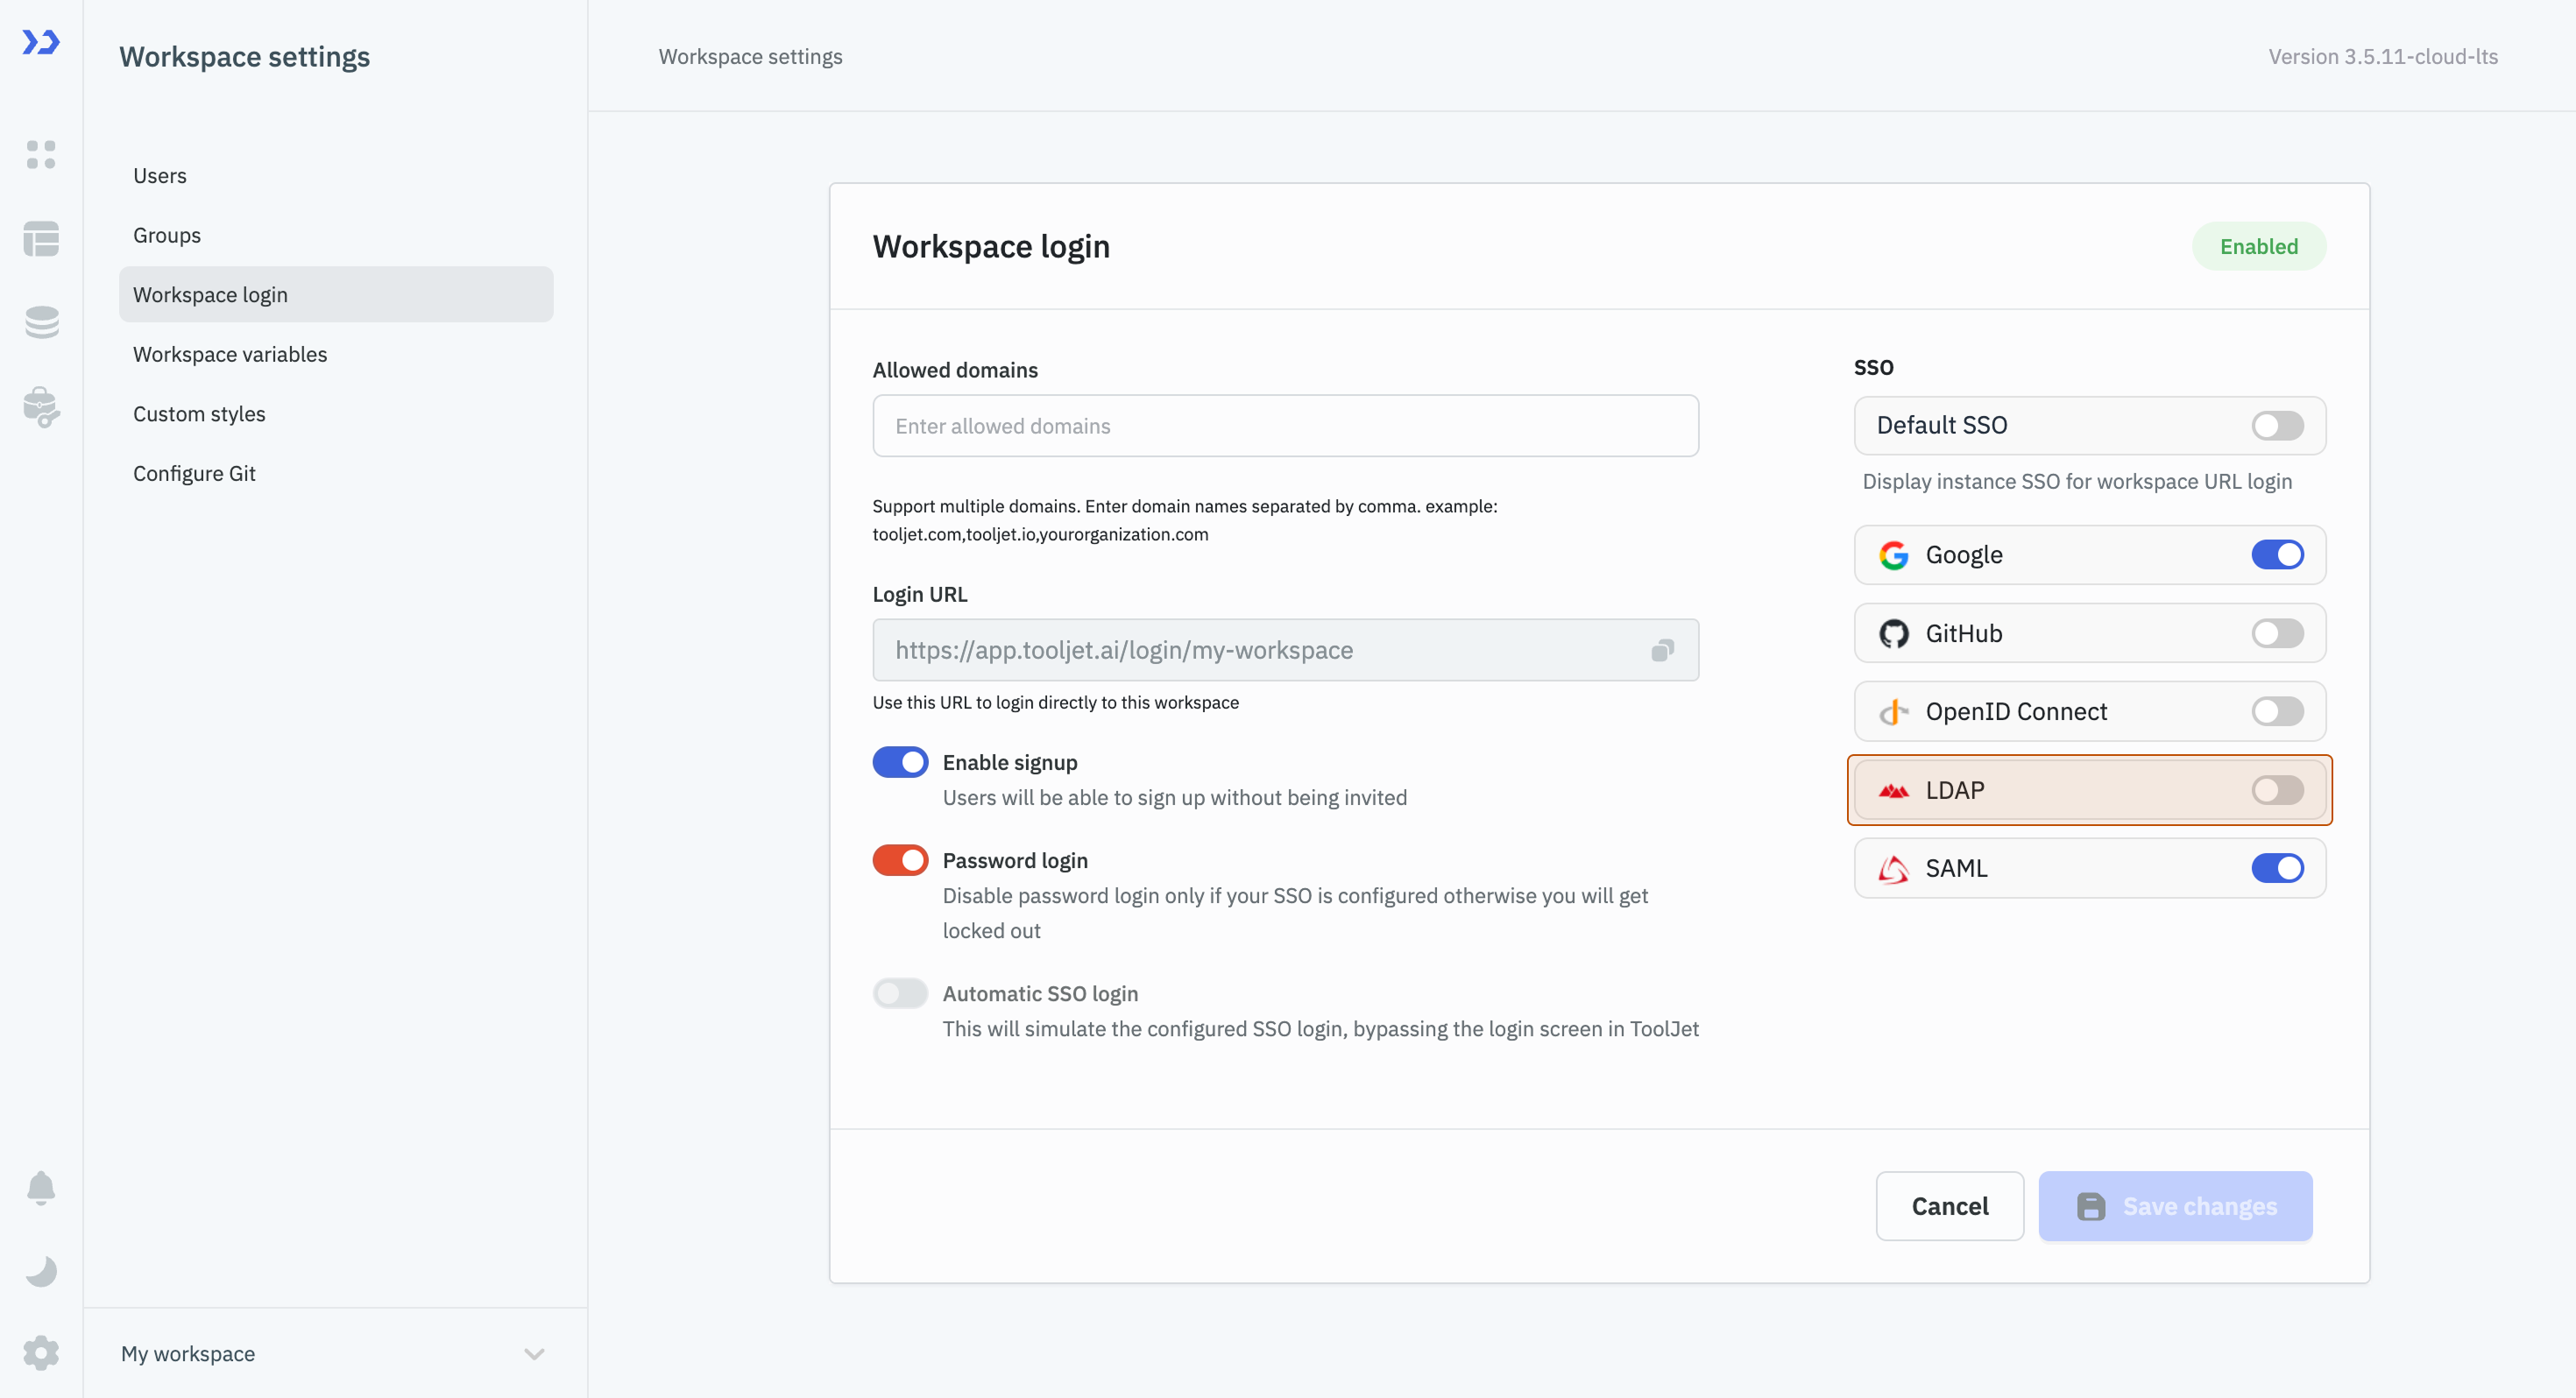 Workspace settings
Users
Groups
Workspace login
Workspace variables
Custom styles
Configure Git
My workspace
Workspace settings
Version 3.5.11-cloud-lts
Workspace login
Enabled
Allowed domains
Enter allowed domains
Support multiple domains. Enter domain names separated by comma. example:
tooljet.com,tooljet.io,yourorganization.com
Login URL
https://app.tooljet.ai/login/my-workspace
Use this URL to login directly to this workspace
Enable signup
Users will be able to sign up without being invited
Password login
Disable password login only if your SSO is configured otherwise you will get
locked out
Automatic SSO login
This will simulate the configured SSO login, bypassing the login screen in ToolJet
SSO
Default SSO
Display instance SSO for workspace URL login
Google
GitHub
OpenID Connect
LDAP
SAML
Cancel
Save changes